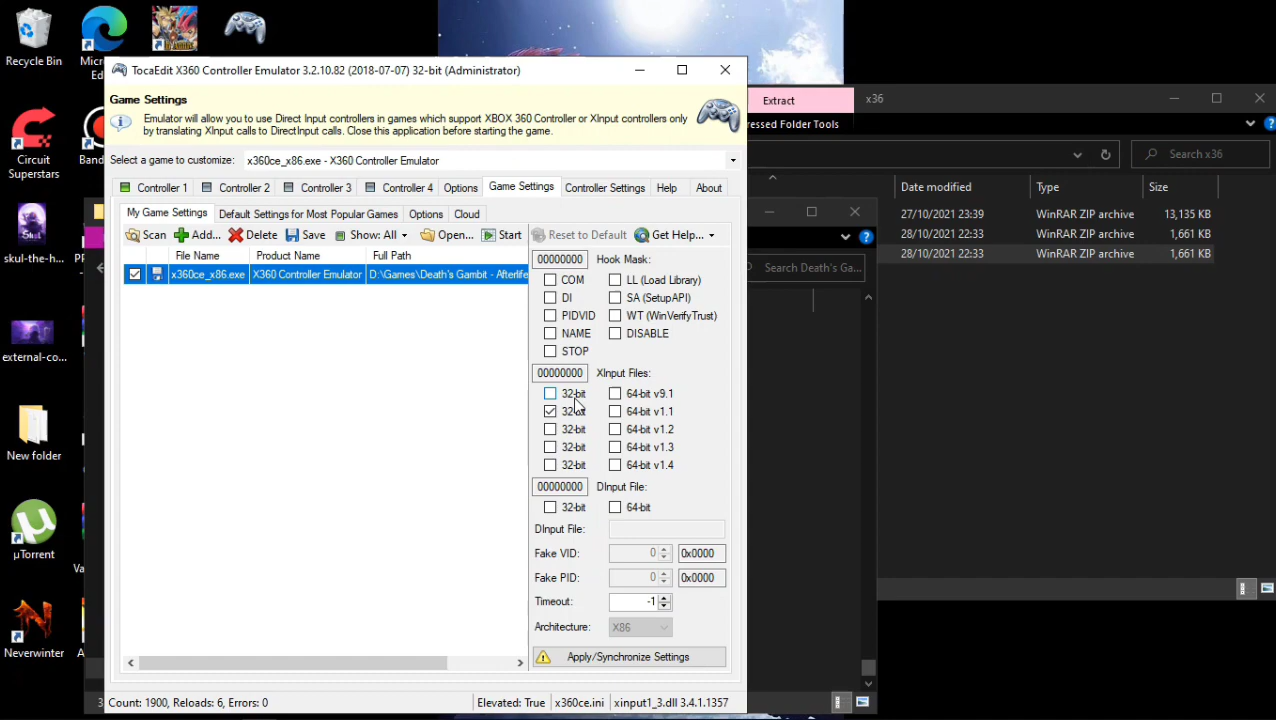 Recycle Bin
Micro
Ed
Circuit
Superstars
Band
Skul
skul-the-h...
external-co...
New folder
µTorrent
Va
Neverwinter
TocaEdit X360 Controller Emulator 3.2.10.82 (2018-07-07) 32-bit (Administrator)
Game Settings
Emulator will allow you to use Direct Input controllers in games which support XBOX 360 Controller or XInput controllers only
by translating XInput calls to DirectInput calls. Close this application before starting the game.
Select a game to customize: x360ce_x86.exe - X360 Controller Emulator
Controller 1 Controller 2 Controller 3 Controller 4 Options Game Settings Controller Settings Help About
My Game Settings Default Settings for Most Popular Games Options Cloud
Scan Add... Delete Save Show: All Open... Start Reset to Default Get Help...
File Name Product Name Full Path
x360ce_x86.exe X360 Controller Emulator D:\Games\Death's Gambit - Afterlife
00000000 Hook Mask:
COM LL (Load Library)
DI SA (SetupAPI)
PIDVID WT (WinVerifyTrust)
NAME DISABLE
STOP
00000000 XInput Files:
32-bit 64-bit v9.1
32-bit 64-bit v1.1
32-bit 64-bit v1.2
32-bit 64-bit v1.3
32-bit 64-bit v1.4
00000000 DInput File:
32-bit 64-bit
DInput File:
Fake VID: 0 0x0000
Fake PID: 0 0x0000
Timeout: -1
Architecture: X86
Apply/Synchronize Settings
Count: 1900, Reloads: 6, Errors: 0 Elevated: True x360ce.ini xinput1_3.dll 3.4.1.1357
3
Extract x36
ressed Folder Tools
Search x36
Date modified Type Size
27/10/2021 23:39 WinRAR ZIP archive 13,135 KB
28/10/2021 22:33 WinRAR ZIP archive 1,661 KB
28/10/2021 22:33 WinRAR ZIP archive 1,661 KB
Search Death's Ga...